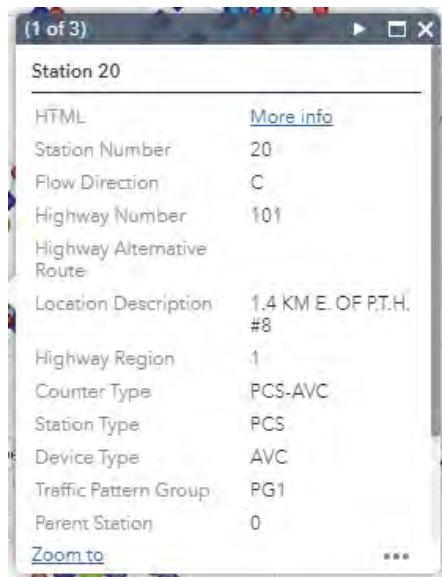 (1 of 3)
Station 20
HTML More info
Station Number 20
Flow Direction C
Highway Number 101
Highway Alternative
Route
Location Description 1.4 KM E. OF P.T.H.
#8
Highway Region 1
Counter Type PCS-AVC
Station Type PCS
Device Type AVC
Traffic Pattern Group PG1
Parent Station 0
Zoom to